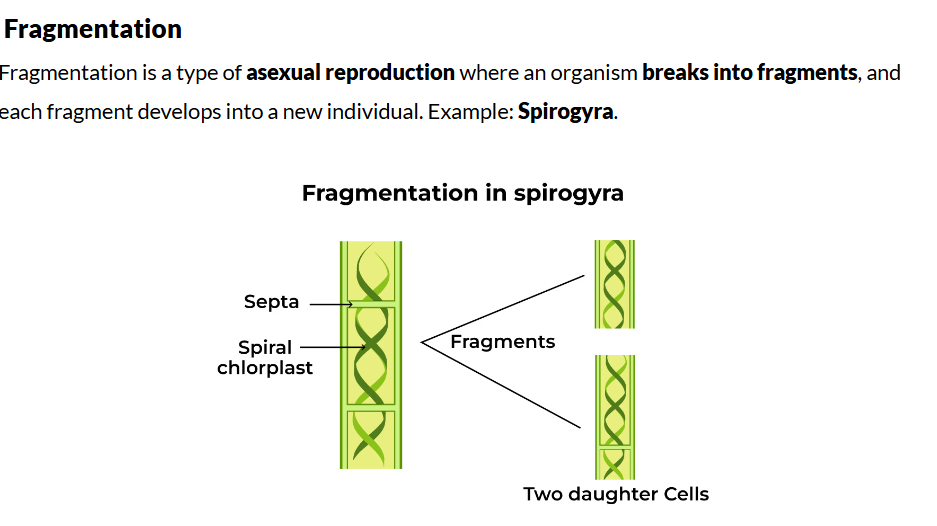 Fragmentation
Fragmentation is a type of asexual reproduction where an organism breaks into fragments, and
each fragment develops into a new individual. Example: Spirogyra.
Fragmentation in spirogyra
Septa
Spiral
chlorplast
Fragments
Two daughter Cells